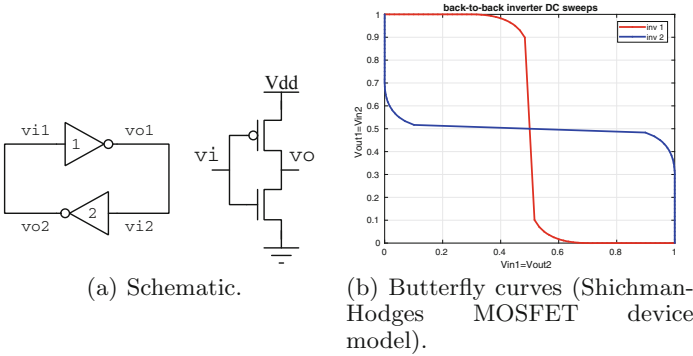 back-to-back inverter DC sweeps
inv 1
inv 2
1
0.9
0.8
0.7
0.6
0.5
0.4
0.3
0.2
0.1
0
Vout1=Vin2
0 0.2 0.4 0.6 0.8 1
Vin1=Vout2
vi1
1
vo1
vo2
2
vi2
Vdd
vi
vo
(a) Schematic.
(b) Butterfly curves (Shichman-
Hodges MOSFET device
model).